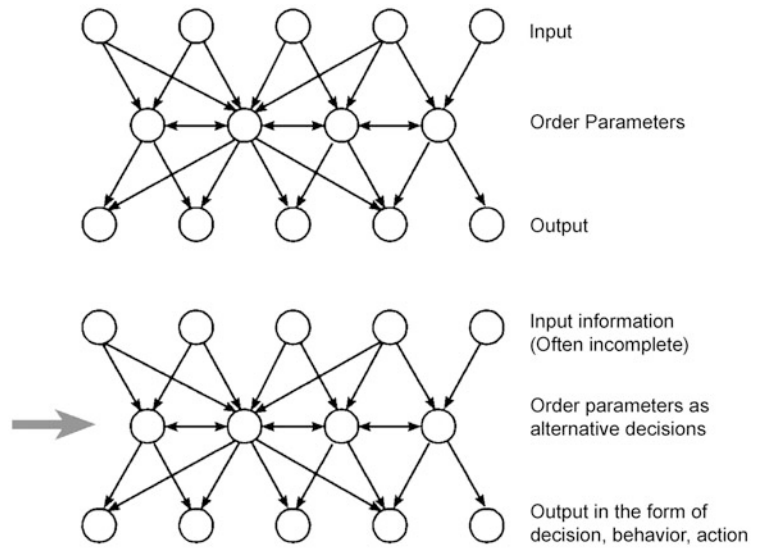 Input
Order Parameters
Output
Input information
(Often incomplete)
Order parameters as
alternative decisions
Output in the form of
decision, behavior, action